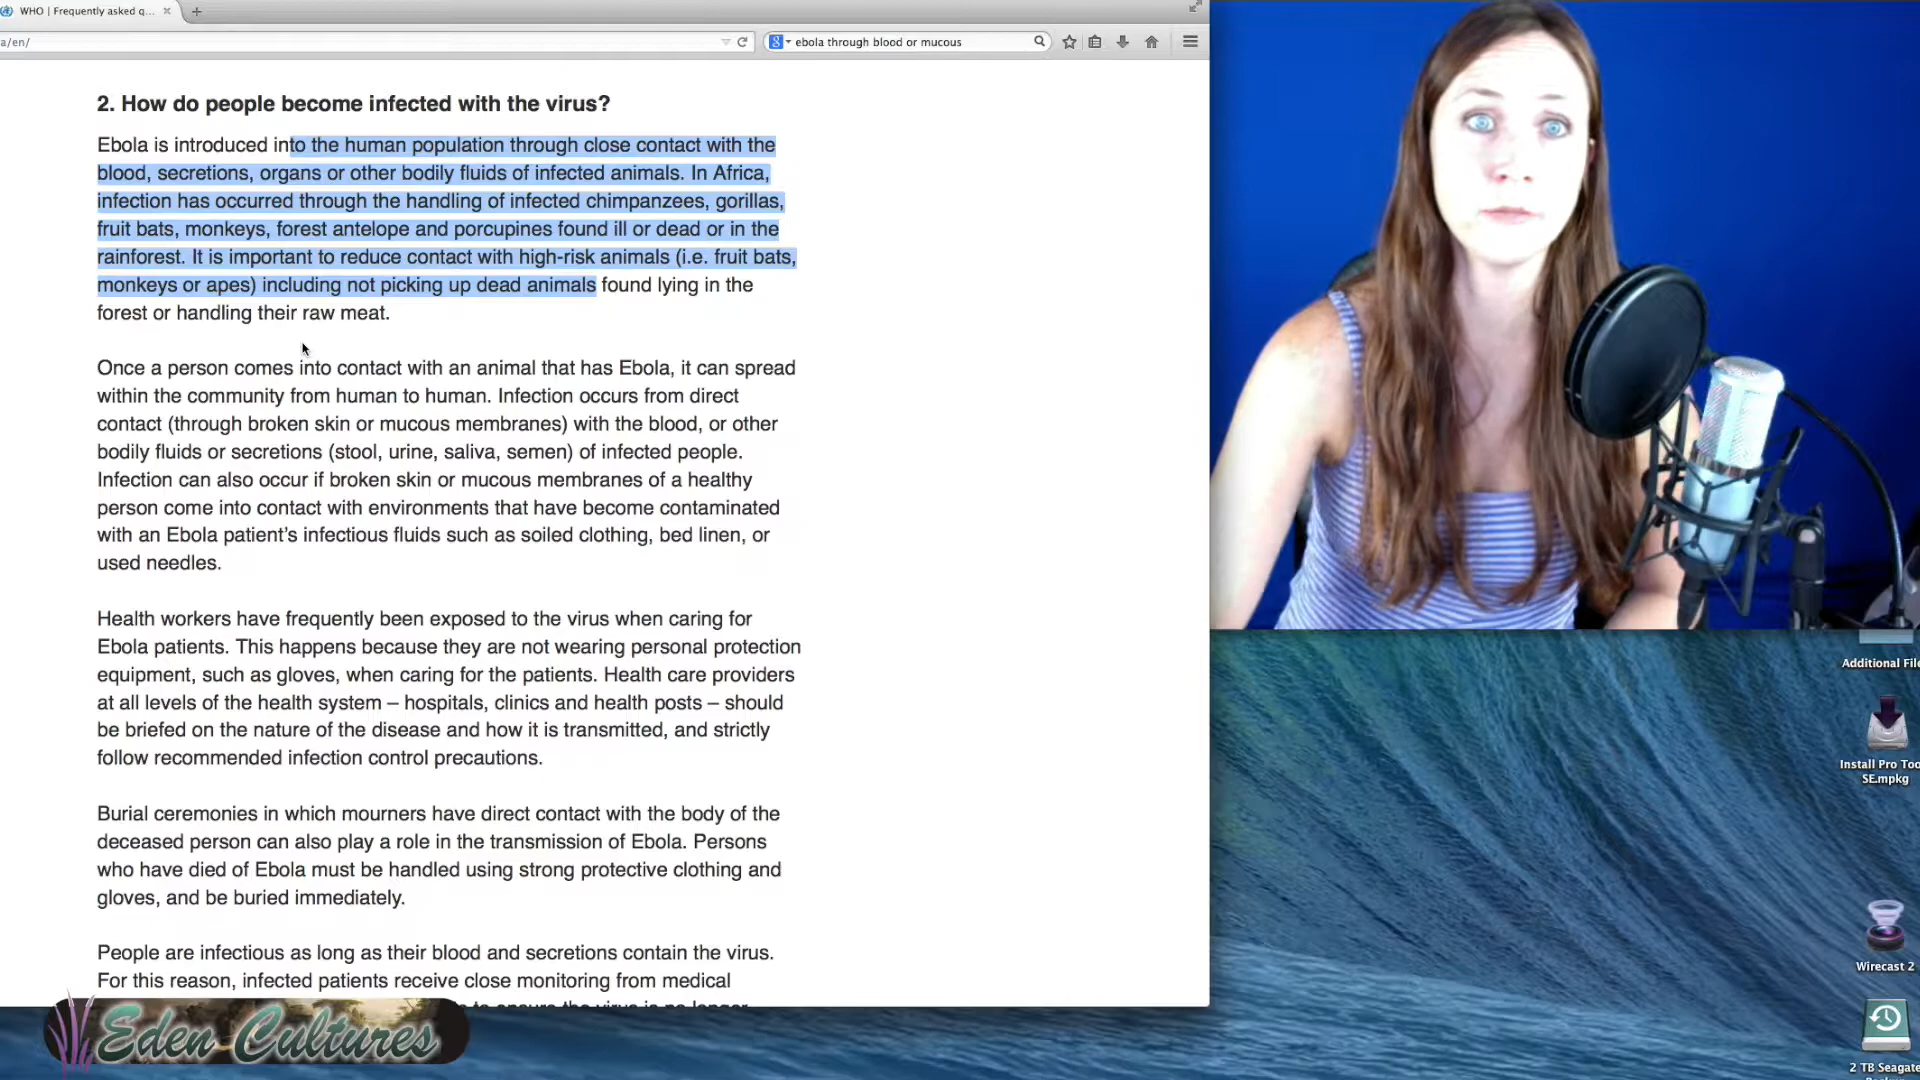 WHO | Frequently asked q...
a/en/
ebola through blood or mucous
2. How do people become infected with the virus?
Ebola is introduced into the human population through close contact with the
blood, secretions, organs or other bodily fluids of infected animals. In Africa,
infection has occurred through the handling of infected chimpanzees, gorillas,
fruit bats, monkeys, forest antelope and porcupines found ill or dead or in the
rainforest. It is important to reduce contact with high-risk animals (i.e. fruit bats,
monkeys or apes) including not picking up dead animals found lying in the
forest or handling their raw meat.
Once a person comes into contact with an animal that has Ebola, it can spread
within the community from human to human. Infection occurs from direct
contact (through broken skin or mucous membranes) with the blood, or other
bodily fluids or secretions (stool, urine, saliva, semen) of infected people.
Infection can also occur if broken skin or mucous membranes of a healthy
person come into contact with environments that have become contaminated
with an Ebola patient’s infectious fluids such as soiled clothing, bed linen, or
used needles.
Health workers have frequently been exposed to the virus when caring for
Ebola patients. This happens because they are not wearing personal protection
equipment, such as gloves, when caring for the patients. Health care providers
at all levels of the health system – hospitals, clinics and health posts – should
be briefed on the nature of the disease and how it is transmitted, and strictly
follow recommended infection control precautions.
Burial ceremonies in which mourners have direct contact with the body of the
deceased person can also play a role in the transmission of Ebola. Persons
who have died of Ebola must be handled using strong protective clothing and
gloves, and be buried immediately.
People are infectious as long as their blood and secretions contain the virus.
For this reason, infected patients receive close monitoring from medical
to ensure the virus is no longer
Eden Cultures
Additional File
Install Pro Too
SE.mpkg
Wirecast 2
2 TB Seagate